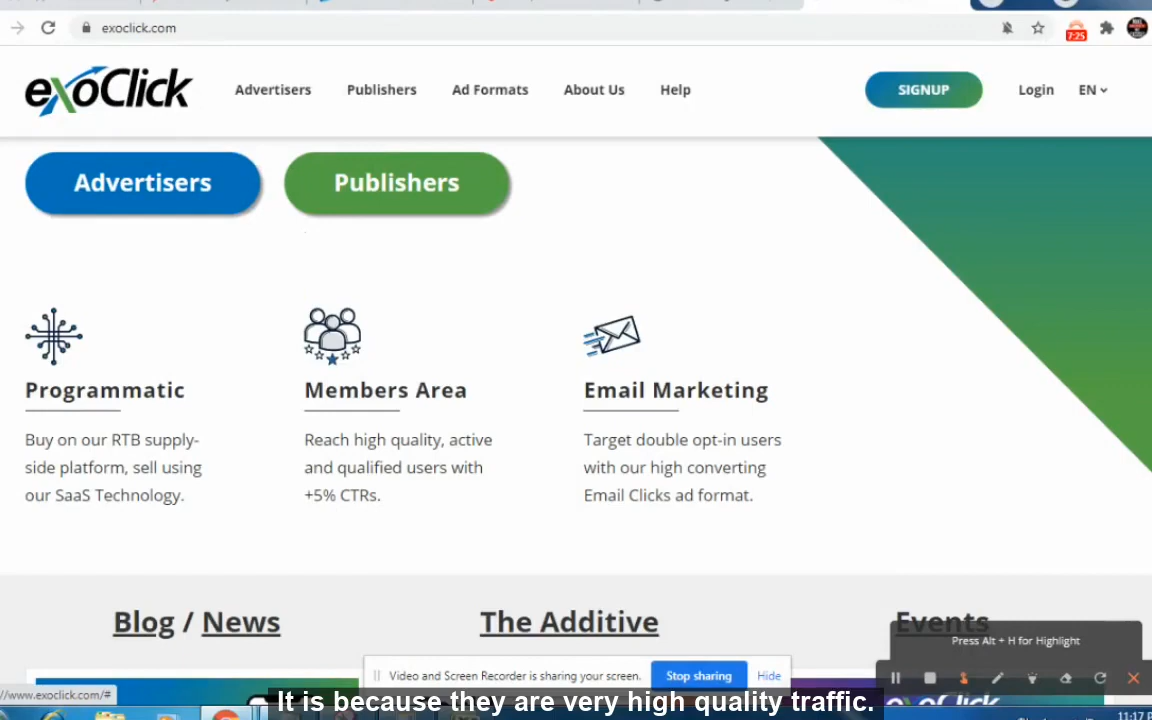 exoclick.com
7:25
exoClick
Advertisers
Publishers
Ad Formats
About Us
Help
SIGNUP
Login
EN
Advertisers
Publishers
Programmatic
Buy on our RTB supply-
side platform, sell using
our SaaS Technology.
Members Area
Reach high quality, active
and qualified users with
+5% CTRs.
Email Marketing
Target double opt-in users
with our high converting
Email Clicks ad format.
Blog / News
The Additive
Events
Press Alt + H for Highlight
Video and Screen Recorder is sharing your screen.
Stop sharing
Hide
//www.exoclick.com/#
It is because they are very high quality traffic.